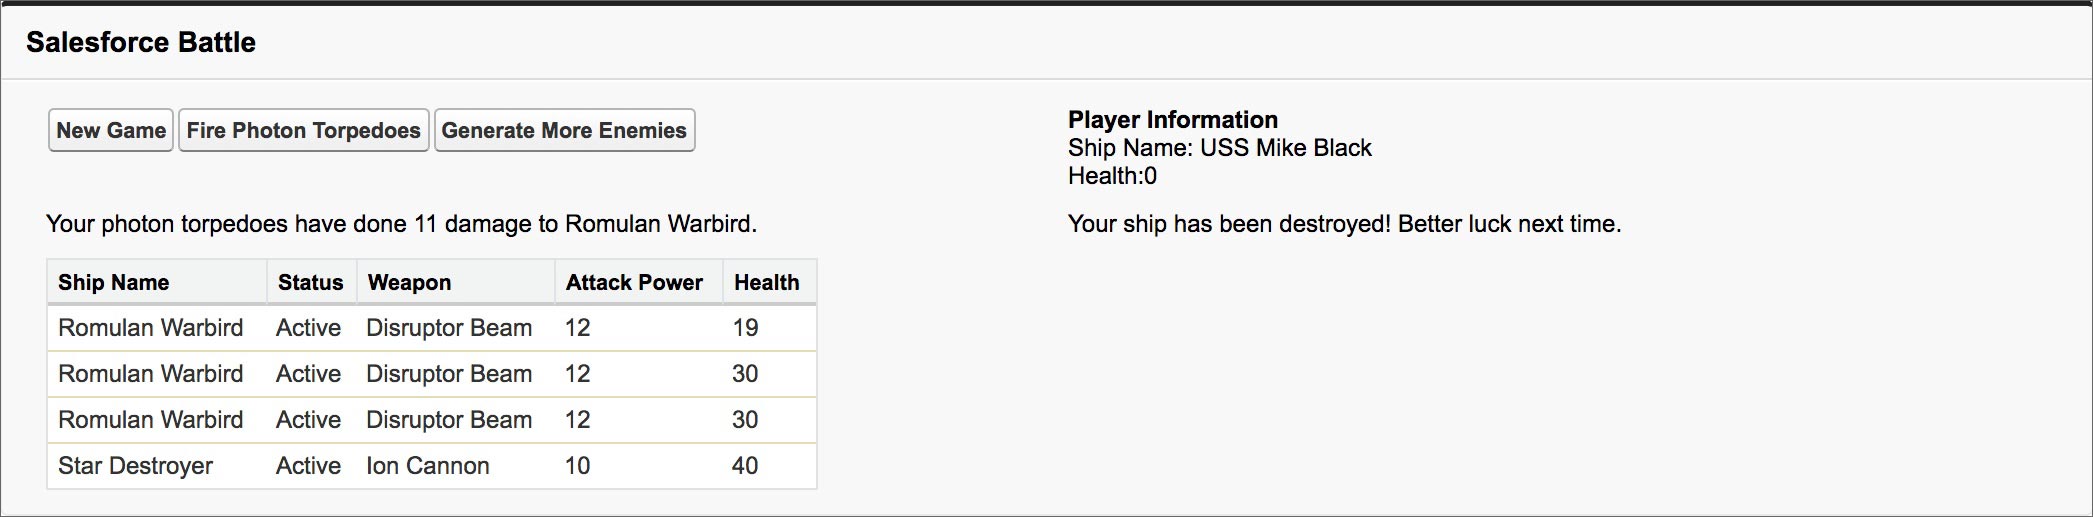 Salesforce Battle
New Game Fire Photon Torpedoes Generate More Enemies
Player Information
Ship Name: USS Mike Black
Health:0
Your photon torpedoes have done 11 damage to Romulan Warbird.
Your ship has been destroyed! Better luck next time.
Ship Name Status Weapon Attack Power Health
Romulan Warbird Active Disruptor Beam 12 19
Romulan Warbird Active Disruptor Beam 12 30
Romulan Warbird Active Disruptor Beam 12 30
Star Destroyer Active Ion Cannon 10 40